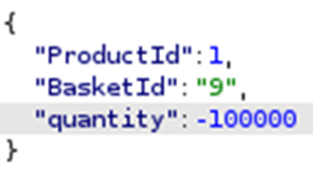 {
"ProductId":1,
"BasketId":"9",
"quantity":-100000
}